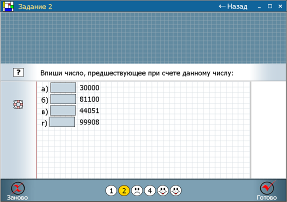 Задание 2 ← Назад
? Впиши число, предшествующее при счете данному числу:
а) 30000
б) 81100
в) 44051
г) 99908
1 2 4
Заново Готово